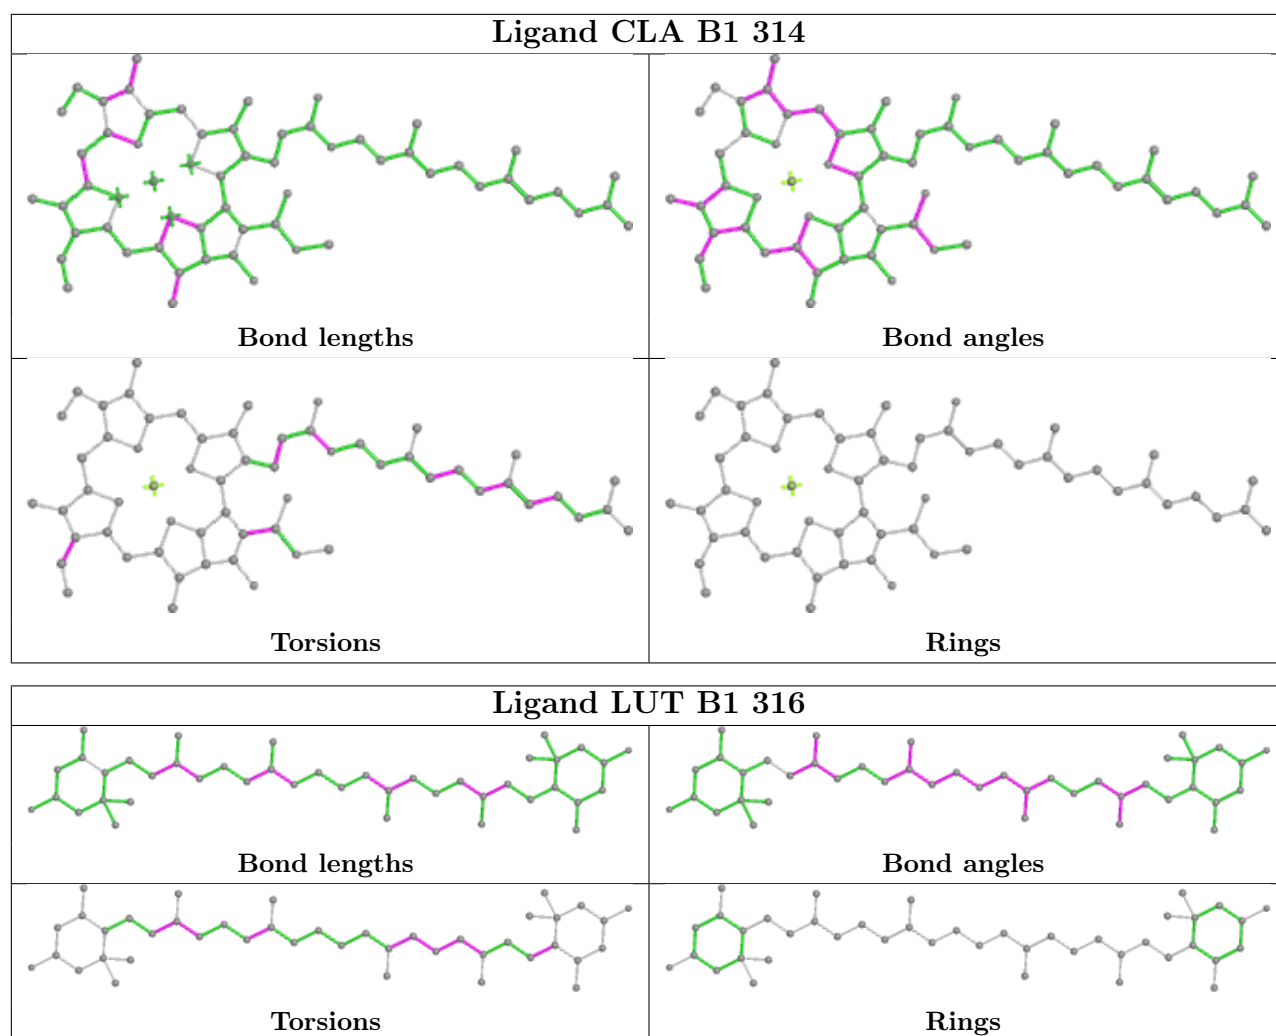 Ligand CLA B1 314
Bond lengths
Bond angles
Torsions
Rings
Ligand LUT B1 316
Bond lengths
Bond angles
Torsions
Rings